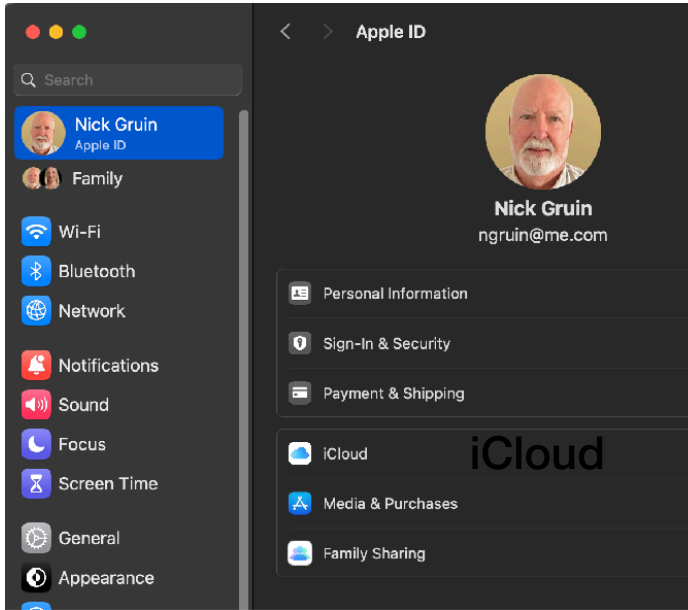 Apple ID
Search
Nick Gruin
Apple ID
Family
Wi-Fi
Bluetooth
Network
Notifications
Sound
Focus
Screen Time
General
Appearance
Nick Gruin
ngruin@me.com
Personal Information
Sign-In & Security
Payment & Shipping
iCloud iCloud
Media & Purchases
Family Sharing